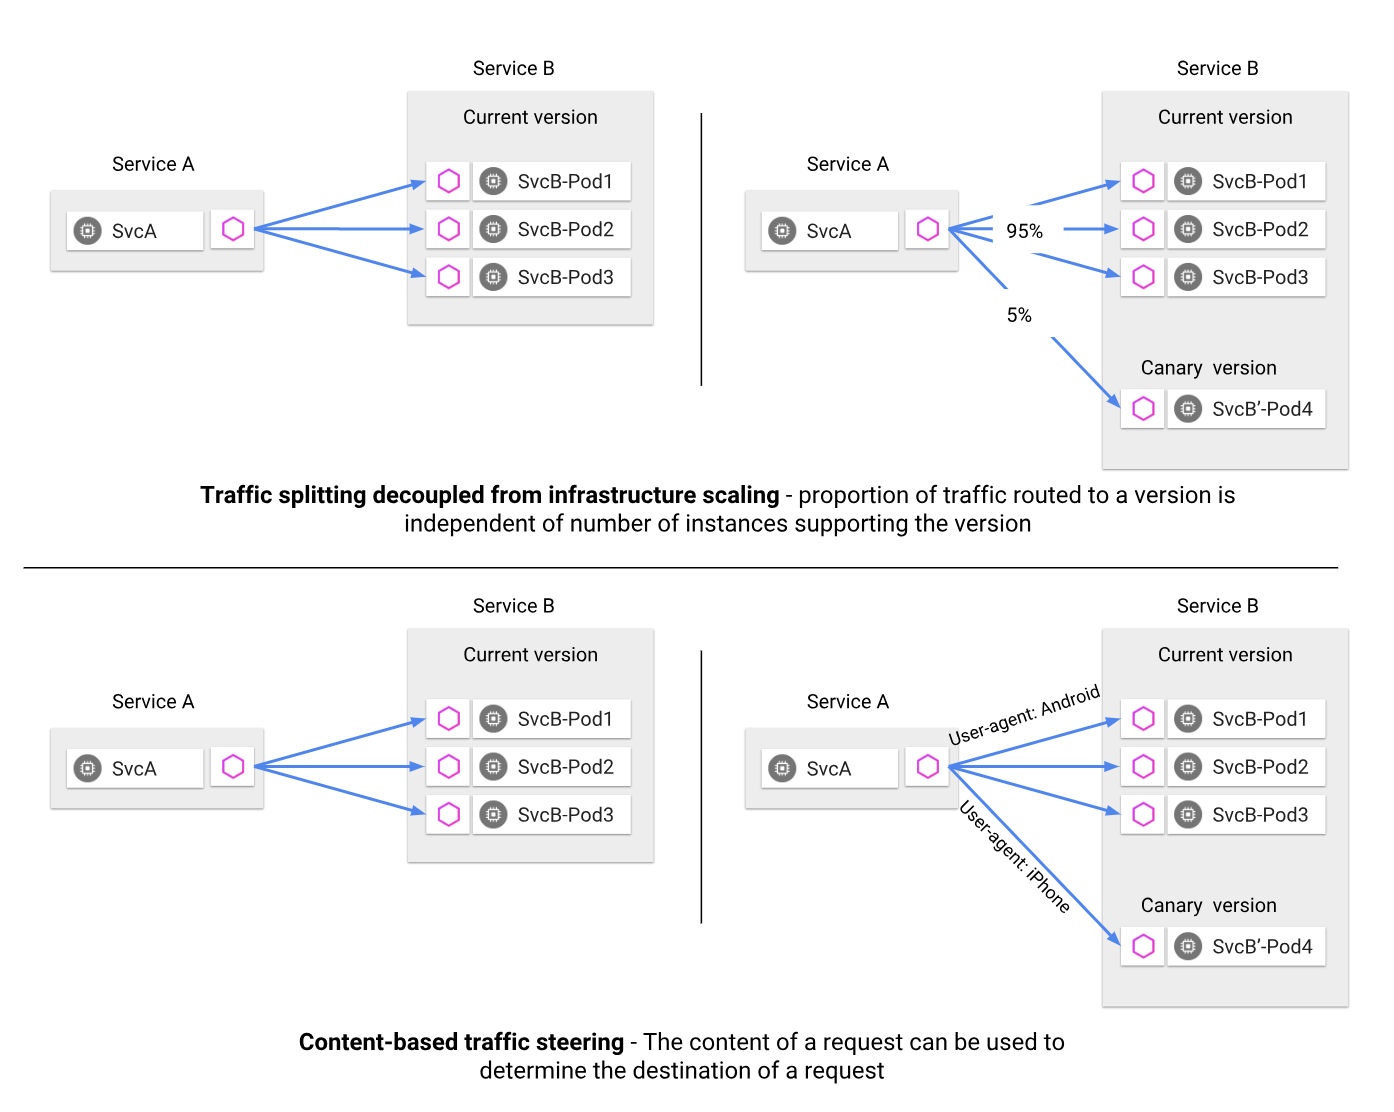 Service B
Current version
Service A
SvcA
SvcB-Pod1
SvcB-Pod2
SvcB-Pod3
Service B
Current version
Service A
SvcA
95%
5%
SvcB-Pod1
SvcB-Pod2
SvcB-Pod3
Canary version
SvcB’-Pod4
Traffic splitting decoupled from infrastructure scaling - proportion of traffic routed to a version is
independent of number of instances supporting the version
Service B
Current version
Service A
SvcA
SvcB-Pod1
SvcB-Pod2
SvcB-Pod3
Service B
Current version
Service A
SvcA
User-agent: Android
User-agent: iPhone
SvcB-Pod1
SvcB-Pod2
SvcB-Pod3
Canary version
SvcB’-Pod4
Content-based traffic steering - The content of a request can be used to
determine the destination of a request